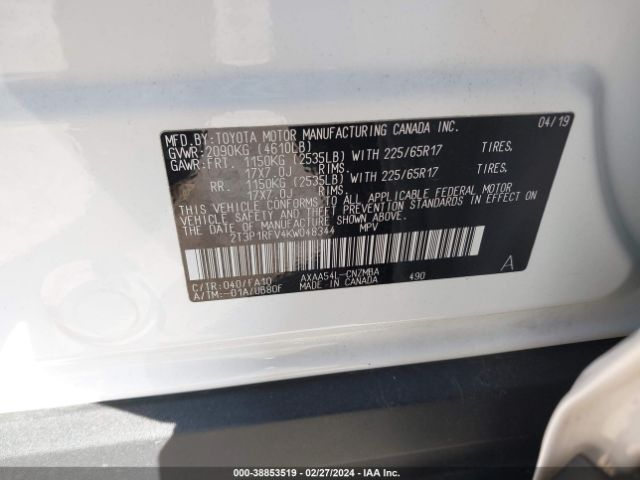 MFD.BY:TOYOTA MOTOR MANUFACTURING CANADA INC. 04/19
GVWR:2090KG (4610LB)
GAWR:FRT. 1150KG (2535LB) WITH 225/65R17 TIRES.
17X7.0J RIMS.
RR. 1150KG (2535LB) WITH 225/65R17 TIRES.
17X7.0J RIMS.
THIS VEHICLE CONFORMS TO ALL APPLICABLE FEDERAL MOTOR
VEHICLE SAFETY AND THEFT PREVENTION STANDARDS IN EFFECT ON
THE DATE OF MANUFACTURE SHOWN ABOVE.
2T3P1RFV4KW048344 MPV
C/TR:040/FA10 AXAA54L-CNZMBA 490
A/TM:-01A/UB80F MADE IN CANADA A
000-38853519 / 02/27/2024 - IAA Inc.